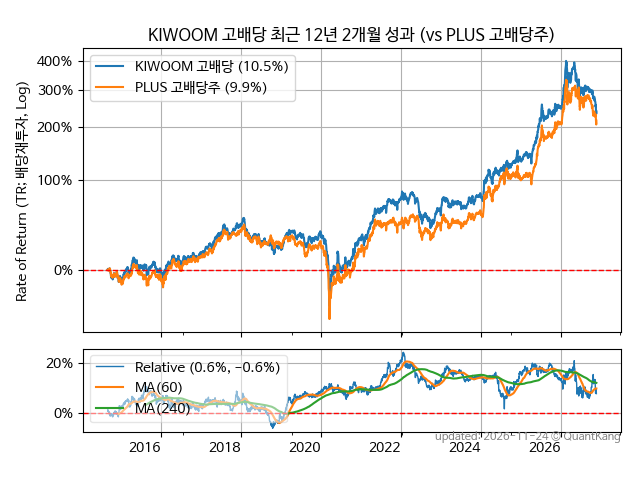 KIWOOM 고배당 최근 12년 2개월 성과 (vs PLUS 고배당주)
Rate of Return (TR: 배당재투자, Log)
400%
300%
200%
100%
0%
KIWOOM 고배당 (10.5%)
PLUS 고배당주 (9.9%)
20%
0%
Relative (0.6%, −0.6%)
MA(60)
MA(240)
2016
2018
2020
2022
2024
2026
updated: 2026-11-24 © QuantKang